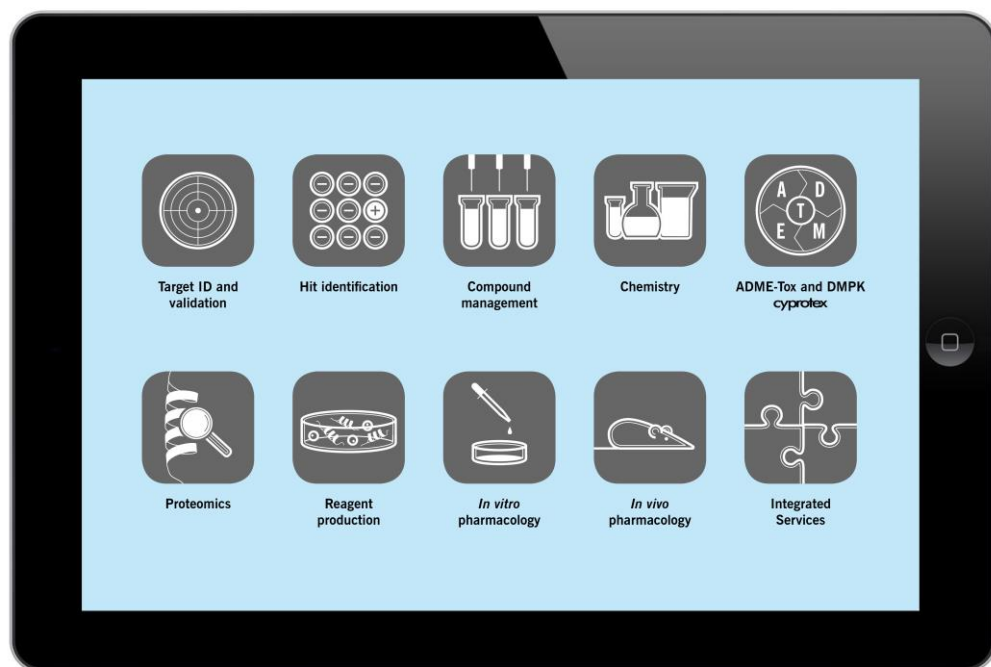 A D
T
E M
Target ID and
validation
Hit identification
Compound
management
Chemistry
ADME-Tox and DMPK
cyprotex
Proteomics
Reagent
production
In vitro
pharmacology
In vivo
pharmacology
Integrated
Services